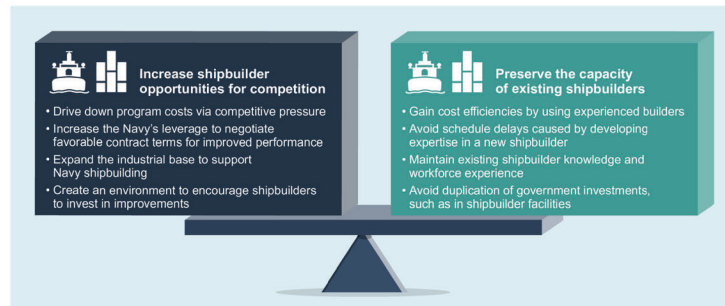 Increase shipbuilder
opportunities for competition
• Drive down program costs via competitive pressure
• Increase the Navy's leverage to negotiate
favorable contract terms for improved performance
• Expand the industrial base to support
Navy shipbuilding
• Create an environment to encourage shipbuilders
to invest in improvements
Preserve the capacity
of existing shipbuilders
• Gain cost efficiencies by using experienced builders
• Avoid schedule delays caused by developing
expertise in a new shipbuilder
• Maintain existing shipbuilder knowledge and
workforce experience
• Avoid duplication of government investments,
such as in shipbuilder facilities